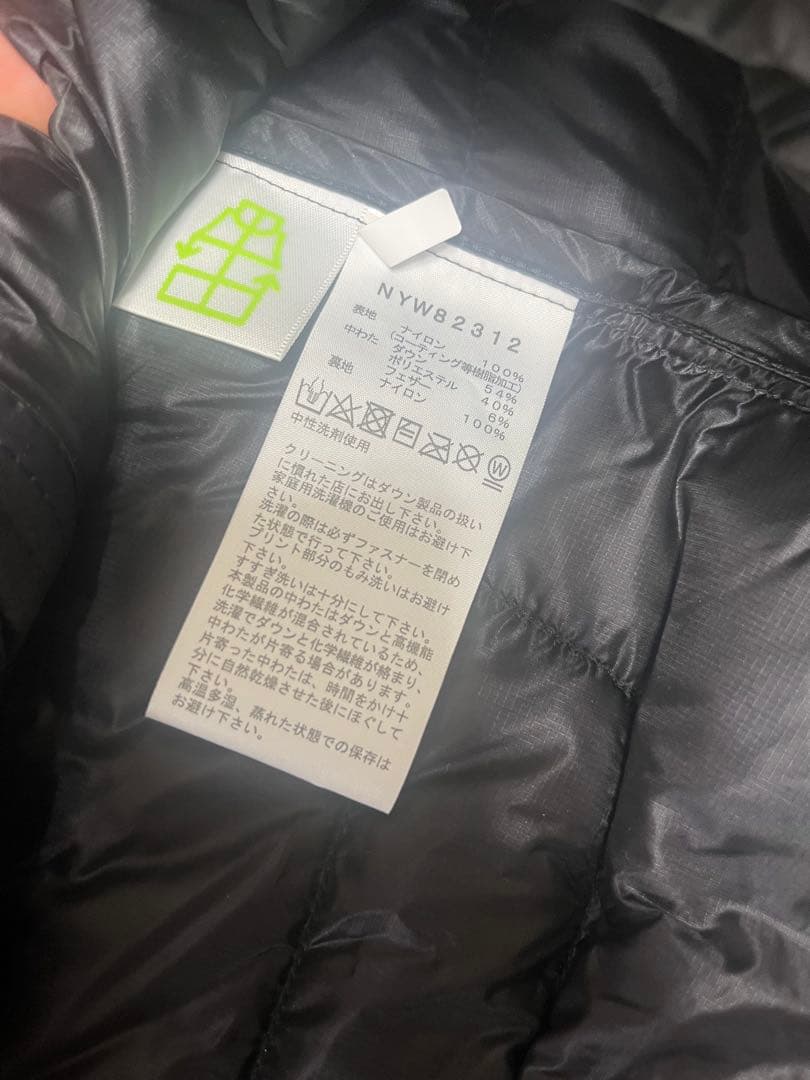 NYW82312
表地 ナイロン 100%
(コーティング等樹脂加工)
中わた ダウン 54%
ポリエステル 40%
フェザー 6%
裏地 ナイロン 100%
W
中性洗剤使用
クリーニングはダウン製品の扱い
に慣れた店にお出し下さい。
家庭用洗濯機のご使用はお避け下
さい。
洗濯の際は必ずファスナーを閉め
た状態で行って下さい。
プリント部分のもみ洗いはお避け
下さい。
すすぎ洗いは十分にして下さい。
本製品の中わたはダウンと高機能
化学繊維が混合されているため、
洗濯でダウンと化学繊維が絡まり、
中わたが片寄る場合があります。
片寄った中わたは、時間をかけ十
分に自然乾燥させた後にほぐして
下さい。
高温多湿、蒸れた状態での保存は
お避け下さい。